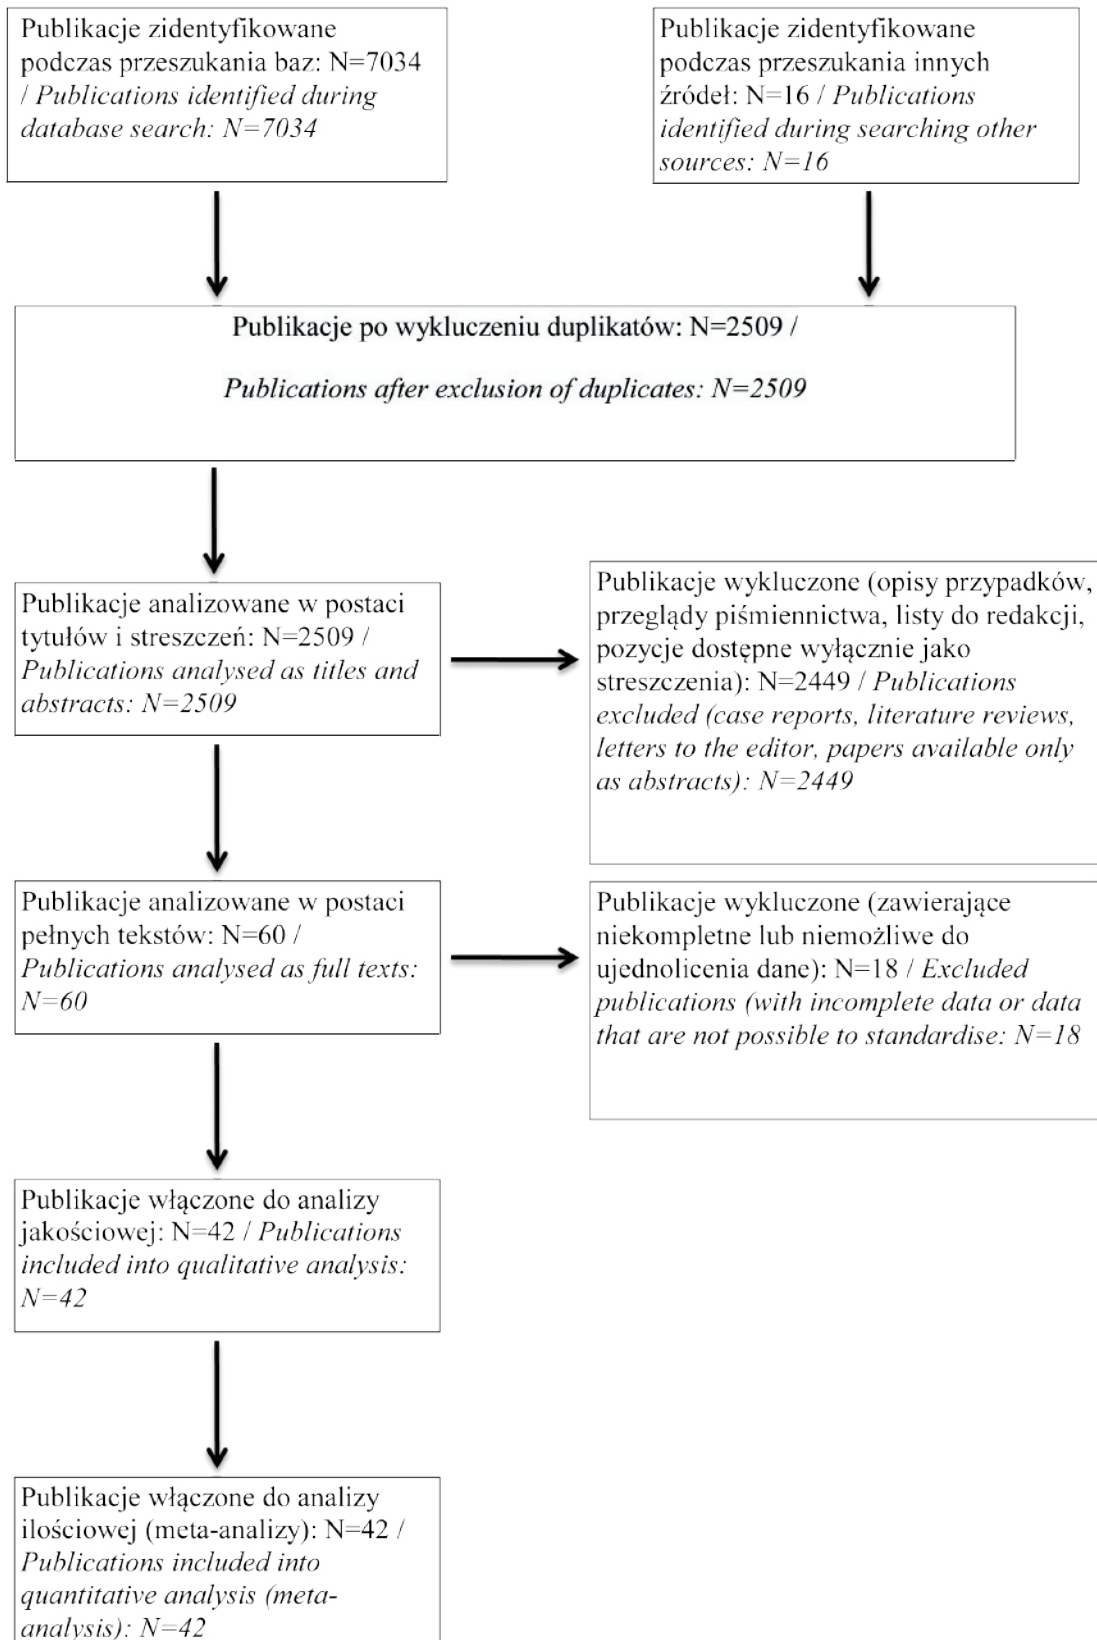 Publikacje zidentyfikowane
podczas przeszukania baz: N=7034
/ Publications identified during
database search: N=7034
Publikacje zidentyfikowane
podczas przeszukania innych
źródeł: N=16 / Publications
identified during searching other
sources: N=16
Publikacje po wykluczeniu duplikatów: N=2509 /
Publications after exclusion of duplicates: N=2509
Publikacje analizowane w postaci
tytułów i streszczeń: N=2509 /
Publications analysed as titles and
abstracts: N=2509
Publikacje wykluczone (opisy przypadków,
przeglądy piśmiennictwa, listy do redakcji,
pozycje dostępne wyłącznie jako
streszczenia): N=2449 / Publications
excluded (case reports, literature reviews,
letters to the editor, papers available only
as abstracts): N=2449
Publikacje analizowane w postaci
pełnych tekstów: N=60 /
Publications analysed as full texts:
N=60
Publikacje wykluczone (zawierające
niekompletne lub niemożliwe do
ujednolicenia dane): N=18 / Excluded
publications (with incomplete data or data
that are not possible to standardise: N=18
Publikacje włączone do analizy
jakościowej: N=42 / Publications
included into qualitative analysis:
N=42
Publikacje włączone do analizy
ilościowej (meta-analizy): N=42 /
Publications included into
quantitative analysis (meta-
analysis): N=42